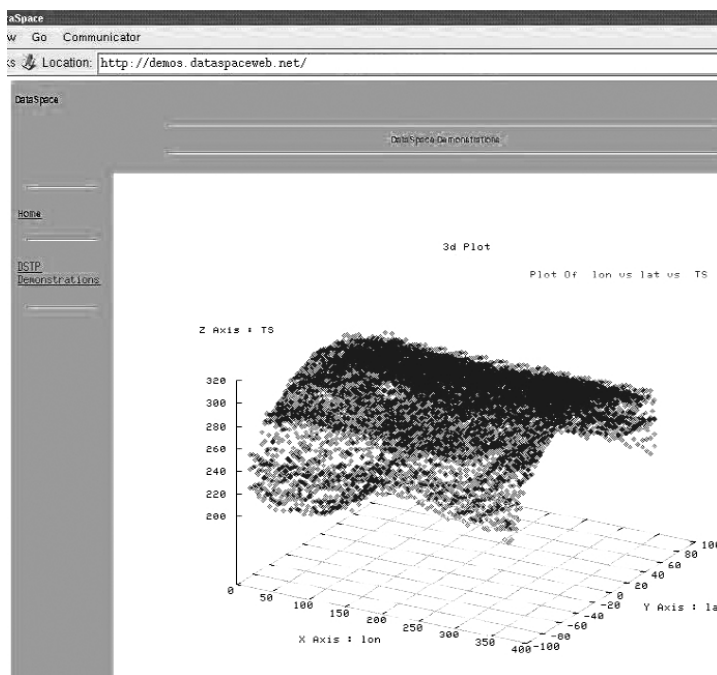 aSpace
w Go Communicator
ks Location: http://demos.dataspaceweb.net/
DataSpace
DataSpace Demonstrations
Home
DSTP
Demonstrations
3d Plot
Plot Of lon vs lat vs TS
Z Axis : TS
320
300
280
260
240
220
200
0
50
100
150
200
250
300
350
400
X Axis : lon
-100
-80
-60
-40
-20
0
20
40
60
80
100
Y Axis : la